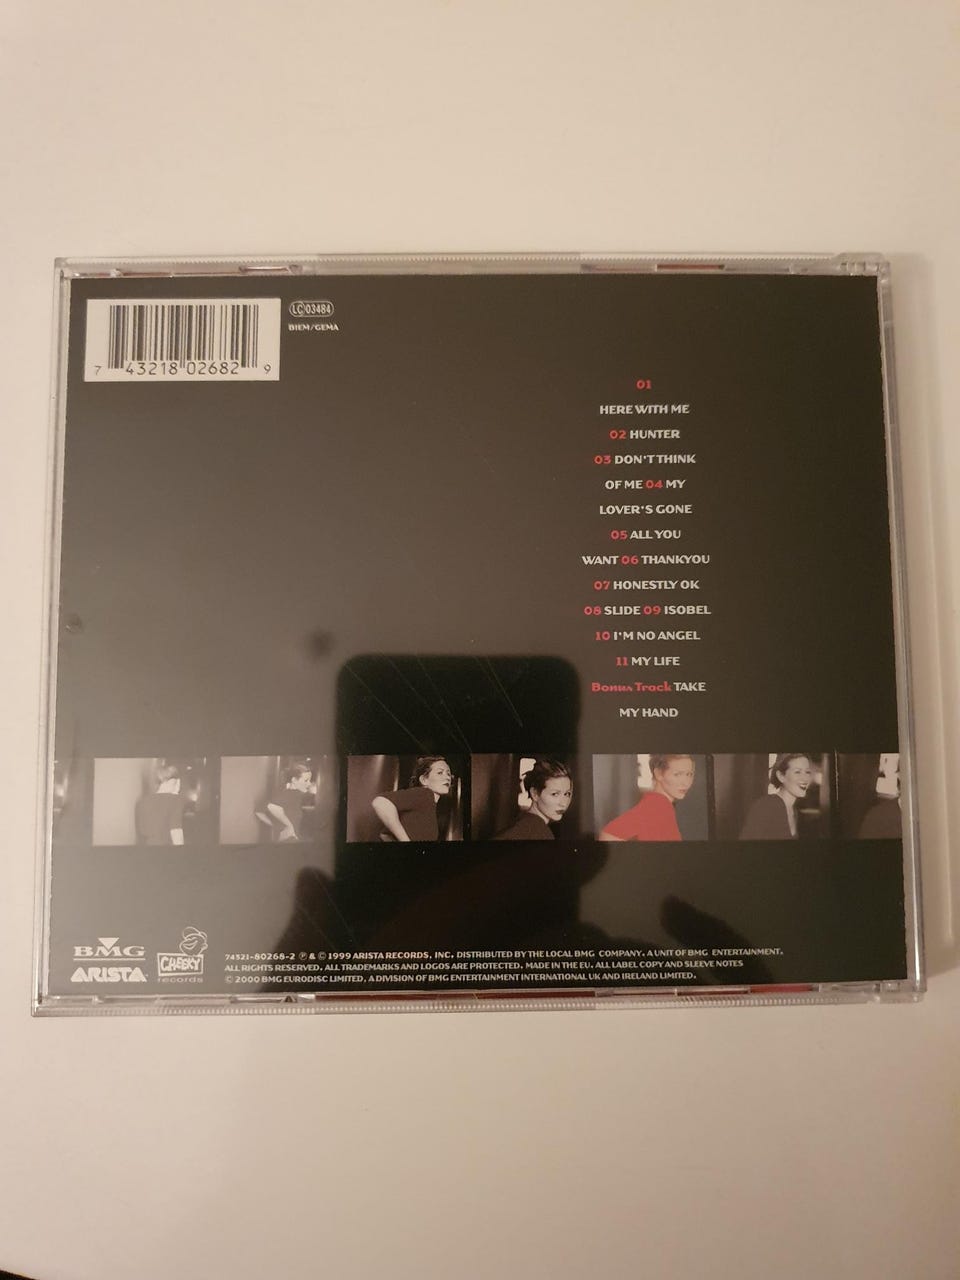 7 43218 02682 9
LC 03484
BIEM/GEMA
01
HERE WITH ME
02 HUNTER
03 DON'T THINK
OF ME 04 MY
LOVER'S GONE
05 ALL YOU
WANT 06 THANKYOU
07 HONESTLY OK
08 SLIDE 09 ISOBEL
10 I'M NO ANGEL
11 MY LIFE
Bonus Track TAKE
MY HAND
BMG
ARISTA
CHEEKY
records
74321-80268-2 ℗ & © 1999 ARISTA RECORDS, INC. DISTRIBUTED BY THE LOCAL BMG COMPANY. A UNIT OF BMG ENTERTAINMENT.
ALL RIGHTS RESERVED. ALL TRADEMARKS AND LOGOS ARE PROTECTED. MADE IN THE EU. ALL LABEL COPY AND SLEEVE NOTES
© 2000 BMG EURODISC LIMITED, A DIVISION OF BMG ENTERTAINMENT INTERNATIONAL UK AND IRELAND LIMITED.